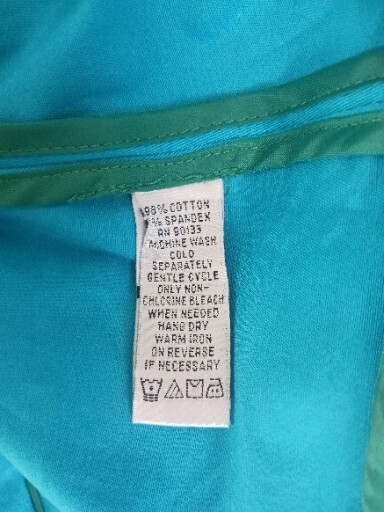 98% COTTON
% SPANDEX
RN 90133
MACHINE WASH
COLD
SEPARATELY
GENTLE CYCLE
ONLY NON-
CHLORINE BLEACH
WHEN NEEDED
HANG DRY
WARM IRON
ON REVERSE
IF NECESSARY